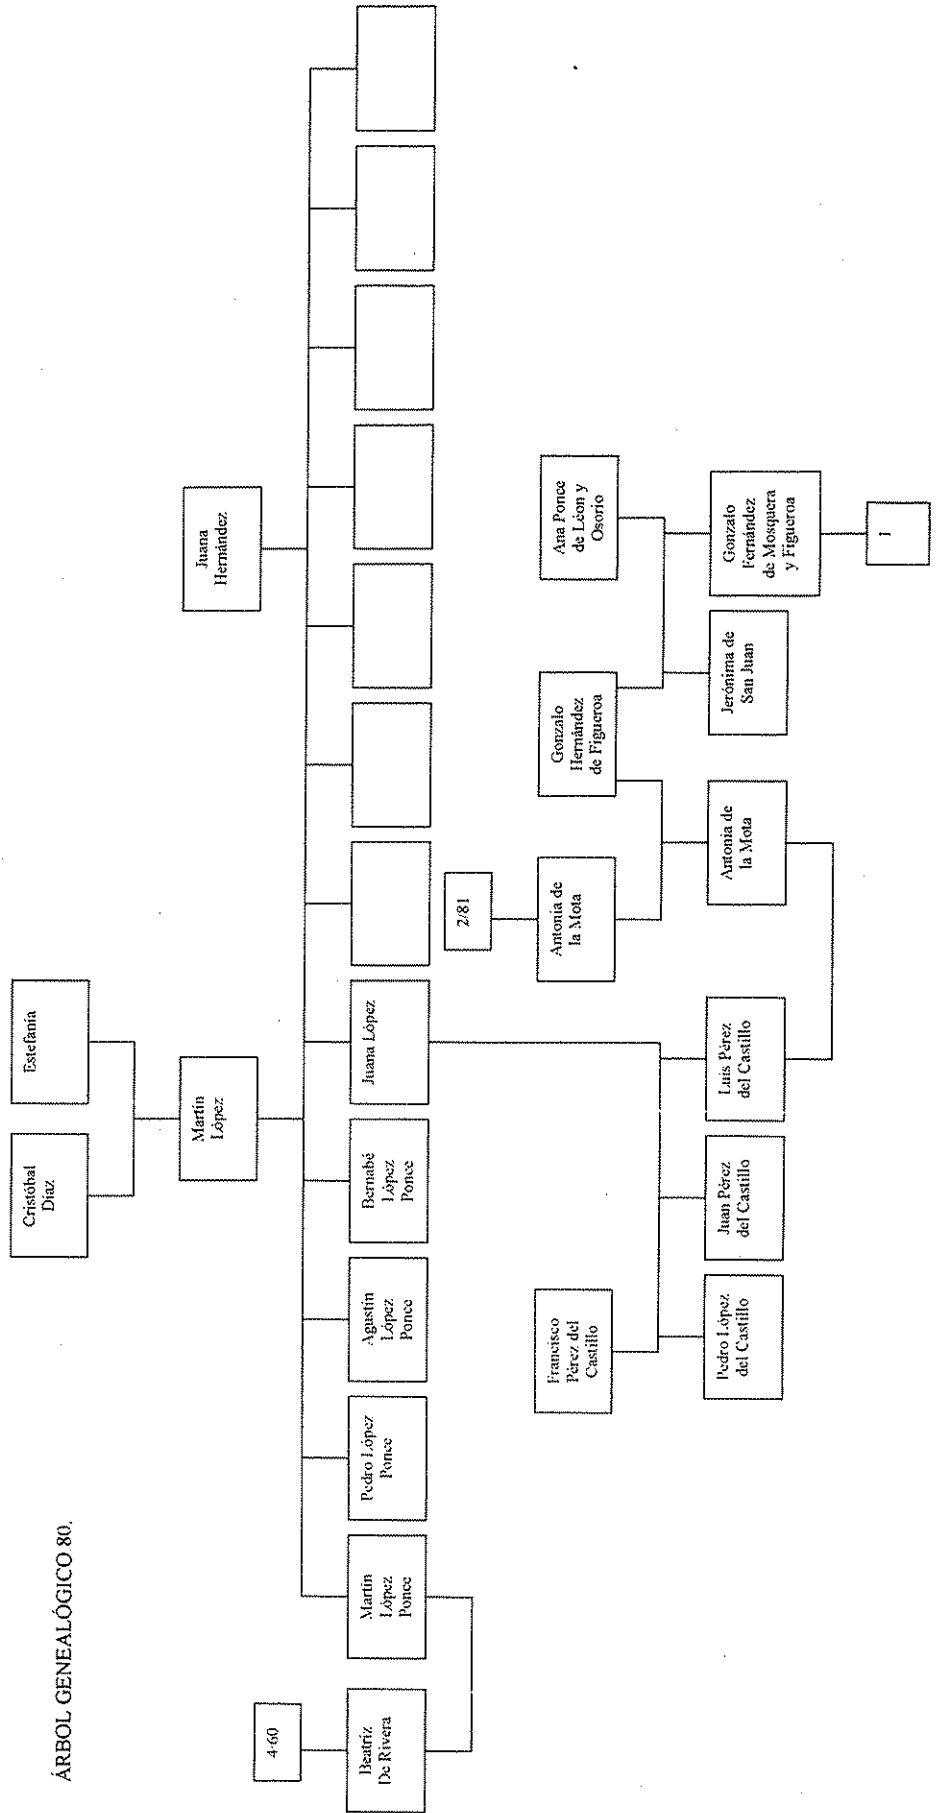 ÁRBOL GENEALÓGICO 80.
Cristóbal
Díaz
Estefanía
Martín
López
Juana
Hernández
4-60
Beatríz
De Rivera
Martín
López
Ponce
Pedro López
Ponce
Agustín
López
Ponce
Bernabé
López
Ponce
Juana López
2/81
Francisco
Pérez del
Castillo
Antonia de
la Mota
Gonzalo
Hernández
de Figueroa
Ana Ponce
de Léon y
Osorio
Pedro López
del Castillo
Juan Pérez
del Castillo
Luis Pérez
del Castillo
Antonia de
la Mota
Jerónima de
San Juan
Gonzalo
Fernández
de Mosquera
y Figueroa
1